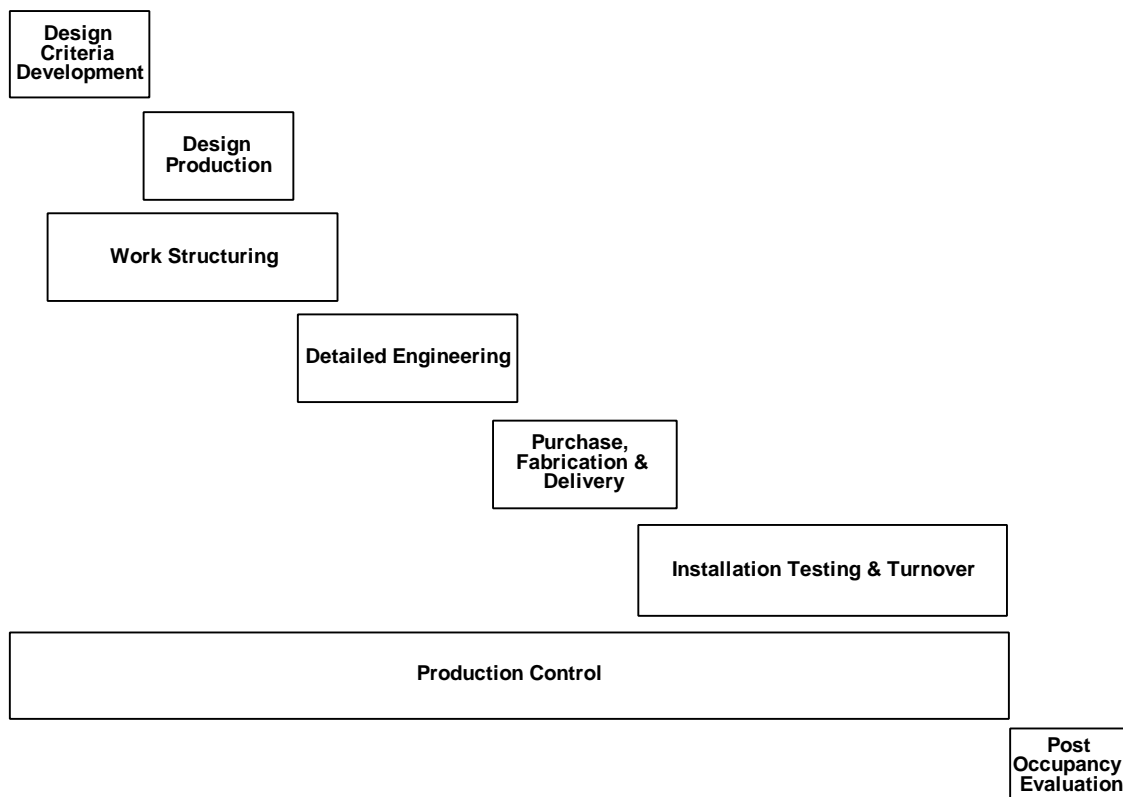 Design
Criteria
Development
Design
Production
Work Structuring
Detailed Engineering
Purchase,
Fabrication &
Delivery
Installation Testing & Turnover
Production Control
Post
Occupancy
Evaluation